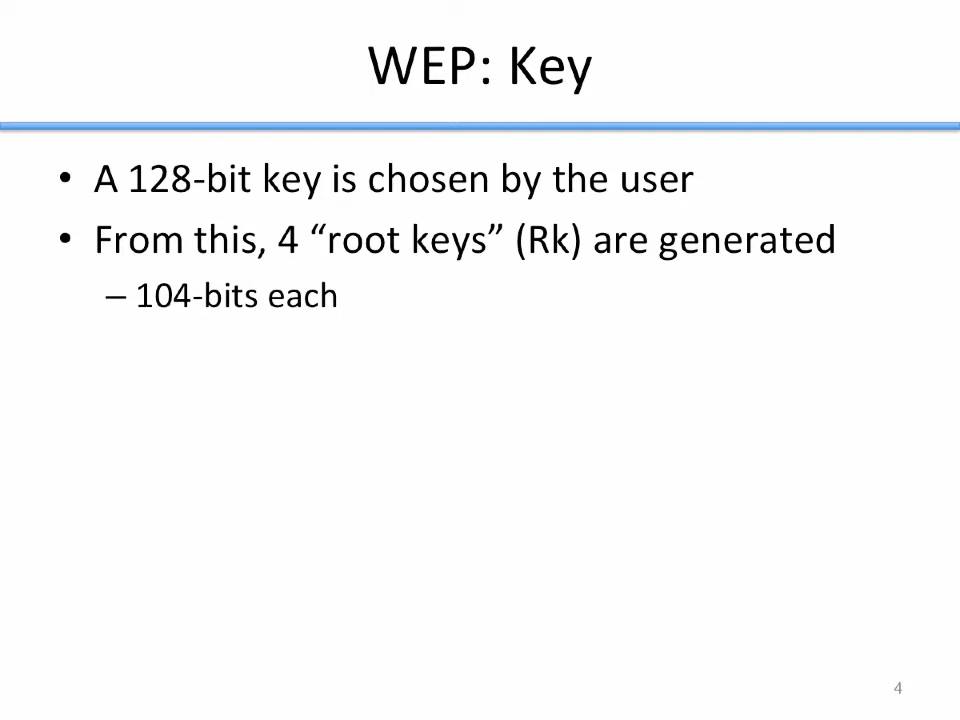 WEP: Key
• A 128-bit key is chosen by the user
• From this, 4 “root keys” (Rk) are generated
– 104-bits each
4